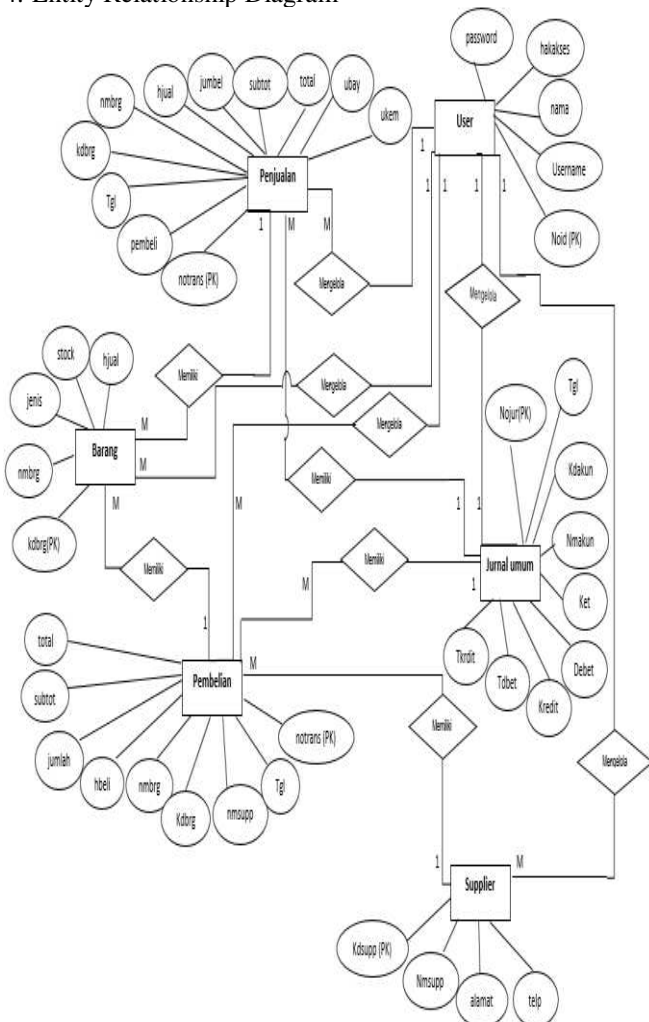 4. Entity Relationship Diagram
password
hakakses
nama
Username
Noid (PK)
User
nmbrg
hjual
jumbel
subtot
total
ubay
ukem
kdbrg
Tgl
pembeli
notrans (PK)
Penjualan
1
M
M
1
1
1
1
1
Mengelola
Mengelola
stock
hjual
jenis
nmbrg
kdbrg(PK)
Barang
Memiliki
Mengelola
Mengelola
M
M
M
M
Memiliki
1
1
Nojur(PK)
Tgl
Kdakun
Nmakun
Ket
Debet
Kredit
Tdbet
Tkrdit
Jurnal umum
Memiliki
M
1
Memiliki
1
total
subtot
jumlah
hbeli
nmbrg
Kdbrg
nmsupp
Tgl
notrans (PK)
Pembelian
M
Memiliki
Mengelola
1
M
Supplier
Kdsupp (PK)
Nmsupp
alamat
telp